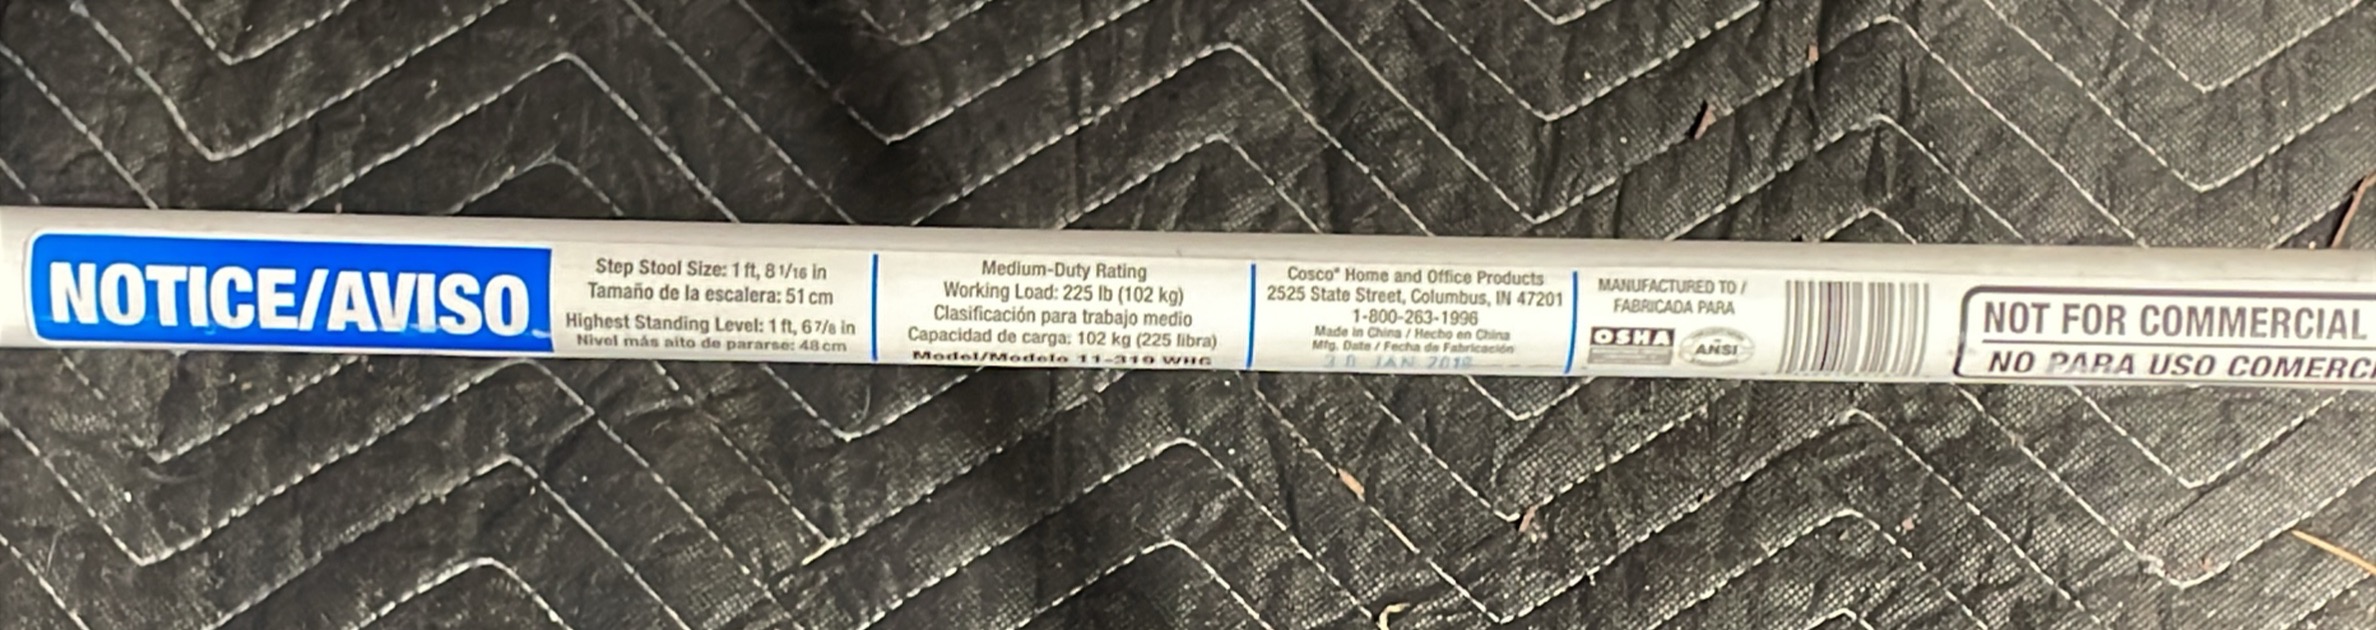 NOTICE/AVISO
Step Stool Size: 1 ft, 8 1/16 in
Tamaño de la escalera: 51 cm
Highest Standing Level: 1 ft, 6 7/8 in
Nivel más alto de pararse: 48 cm
Medium-Duty Rating
Working Load: 225 lb (102 kg)
Clasificación para trabajo medio
Capacidad de carga: 102 kg (225 libra)
Model/Modelo 11-319 WHG
Cosco® Home and Office Products
2525 State Street, Columbus, IN 47201
1-800-263-1996
Made in China / Hecho en China
Mfg. Date / Fecha de Fabricación
JAN 2018
MANUFACTURED TO /
FABRICADA PARA
OSHA
ANSI
NOT FOR COMMERCIAL
NO PARA USO COMERCI